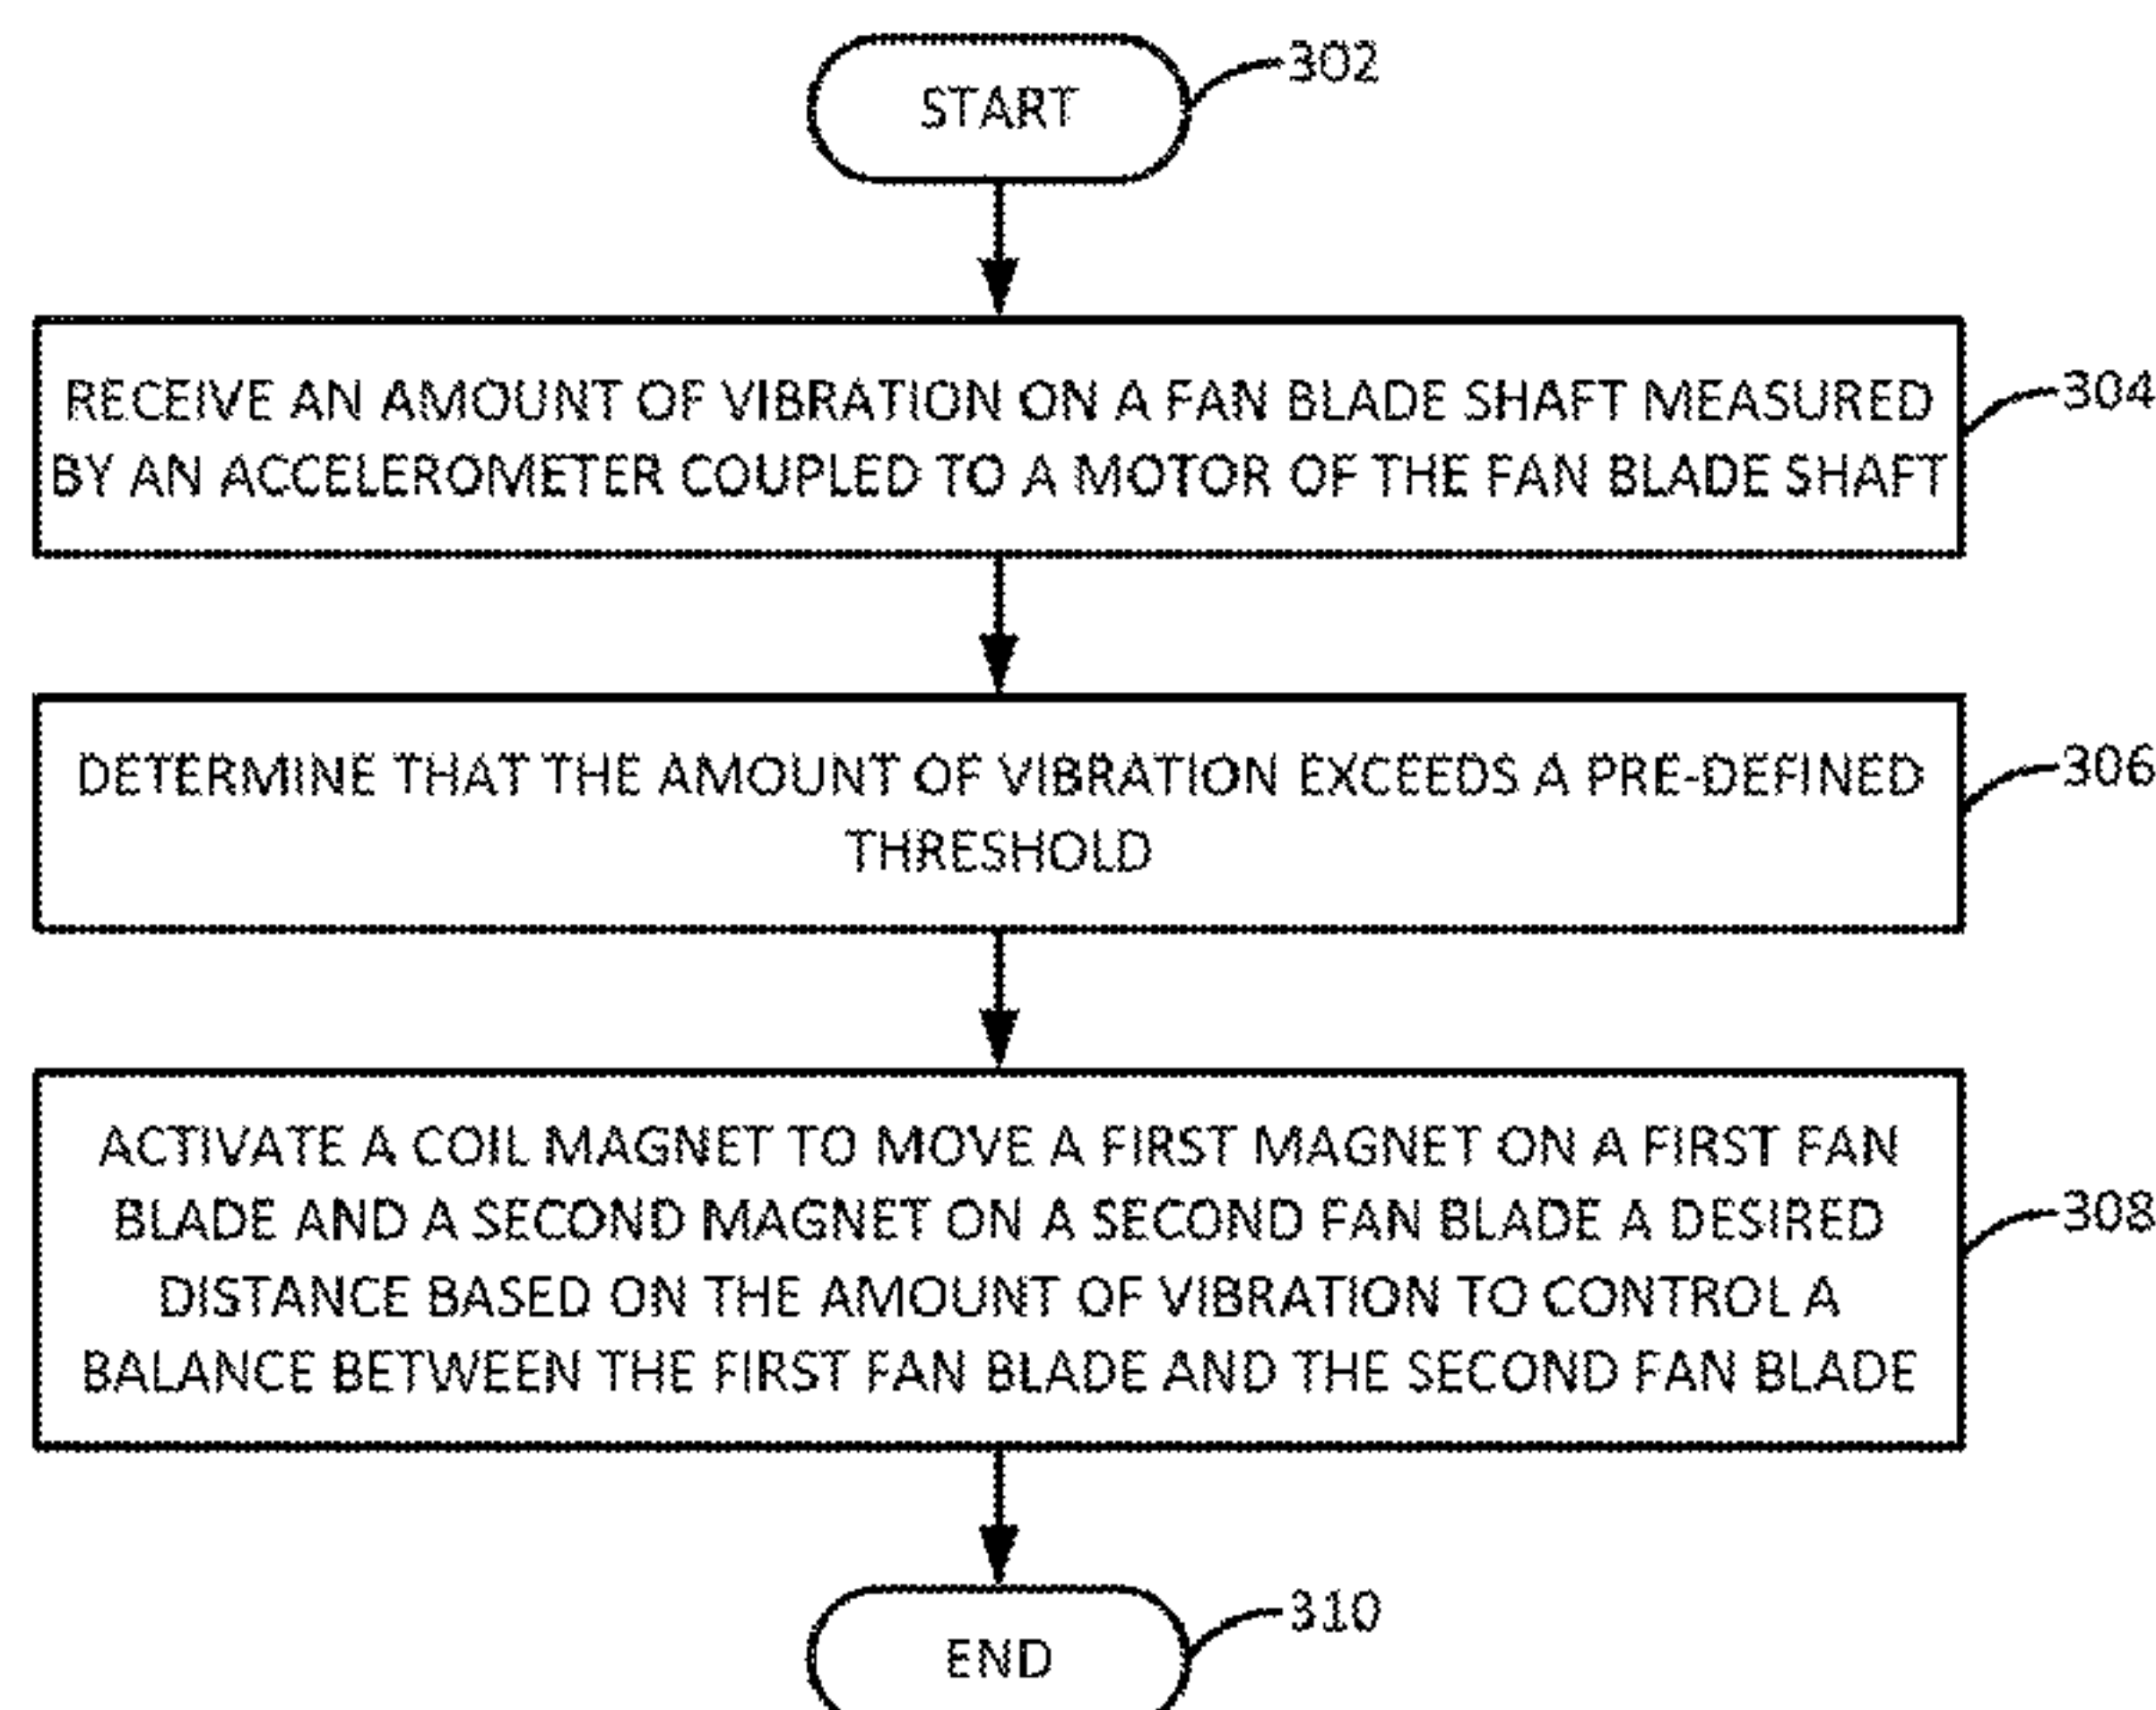 START
302
RECEIVE AN AMOUNT OF VIBRATION ON A FAN BLADE SHAFT MEASURED
BY AN ACCELEROMETER COUPLED TO A MOTOR OF THE FAN BLADE SHAFT
304
DETERMINE THAT THE AMOUNT OF VIBRATION EXCEEDS A PRE-DEFINED
THRESHOLD
306
ACTIVATE A COIL MAGNET TO MOVE A FIRST MAGNET ON A FIRST FAN
BLADE AND A SECOND MAGNET ON A SECOND FAN BLADE A DESIRED
DISTANCE BASED ON THE AMOUNT OF VIBRATION TO CONTROL A
BALANCE BETWEEN THE FIRST FAN BLADE AND THE SECOND FAN BLADE
308
END
310